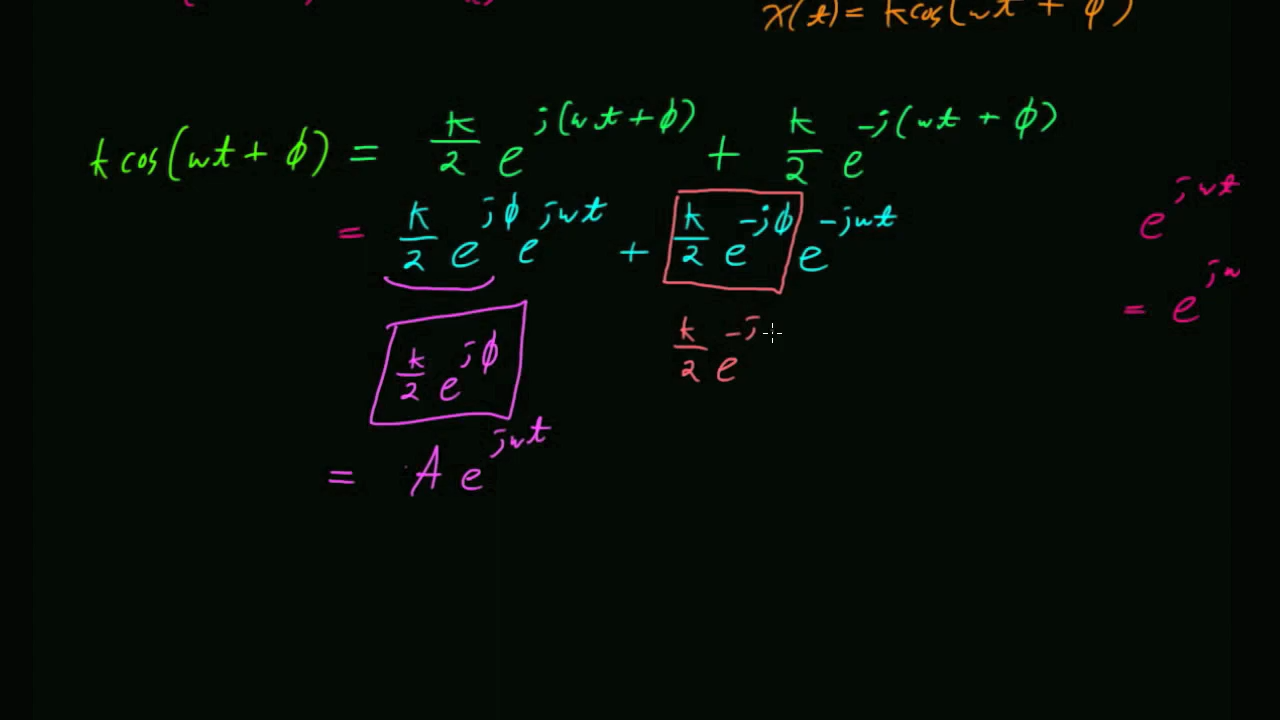 x(t) = k cos(ωt + φ)
k cos(ωt + φ) = k/2 e^{j(ωt+φ)} + k/2 e^{-j(ωt + φ)}
= k/2 e^{jφ} e^{jωt} + k/2 e^{-jφ} e^{-jωt}
e^{jωt}
= e^{jω
k/2 e^{jφ}
k/2 e^{-j
= A e^{jωt}